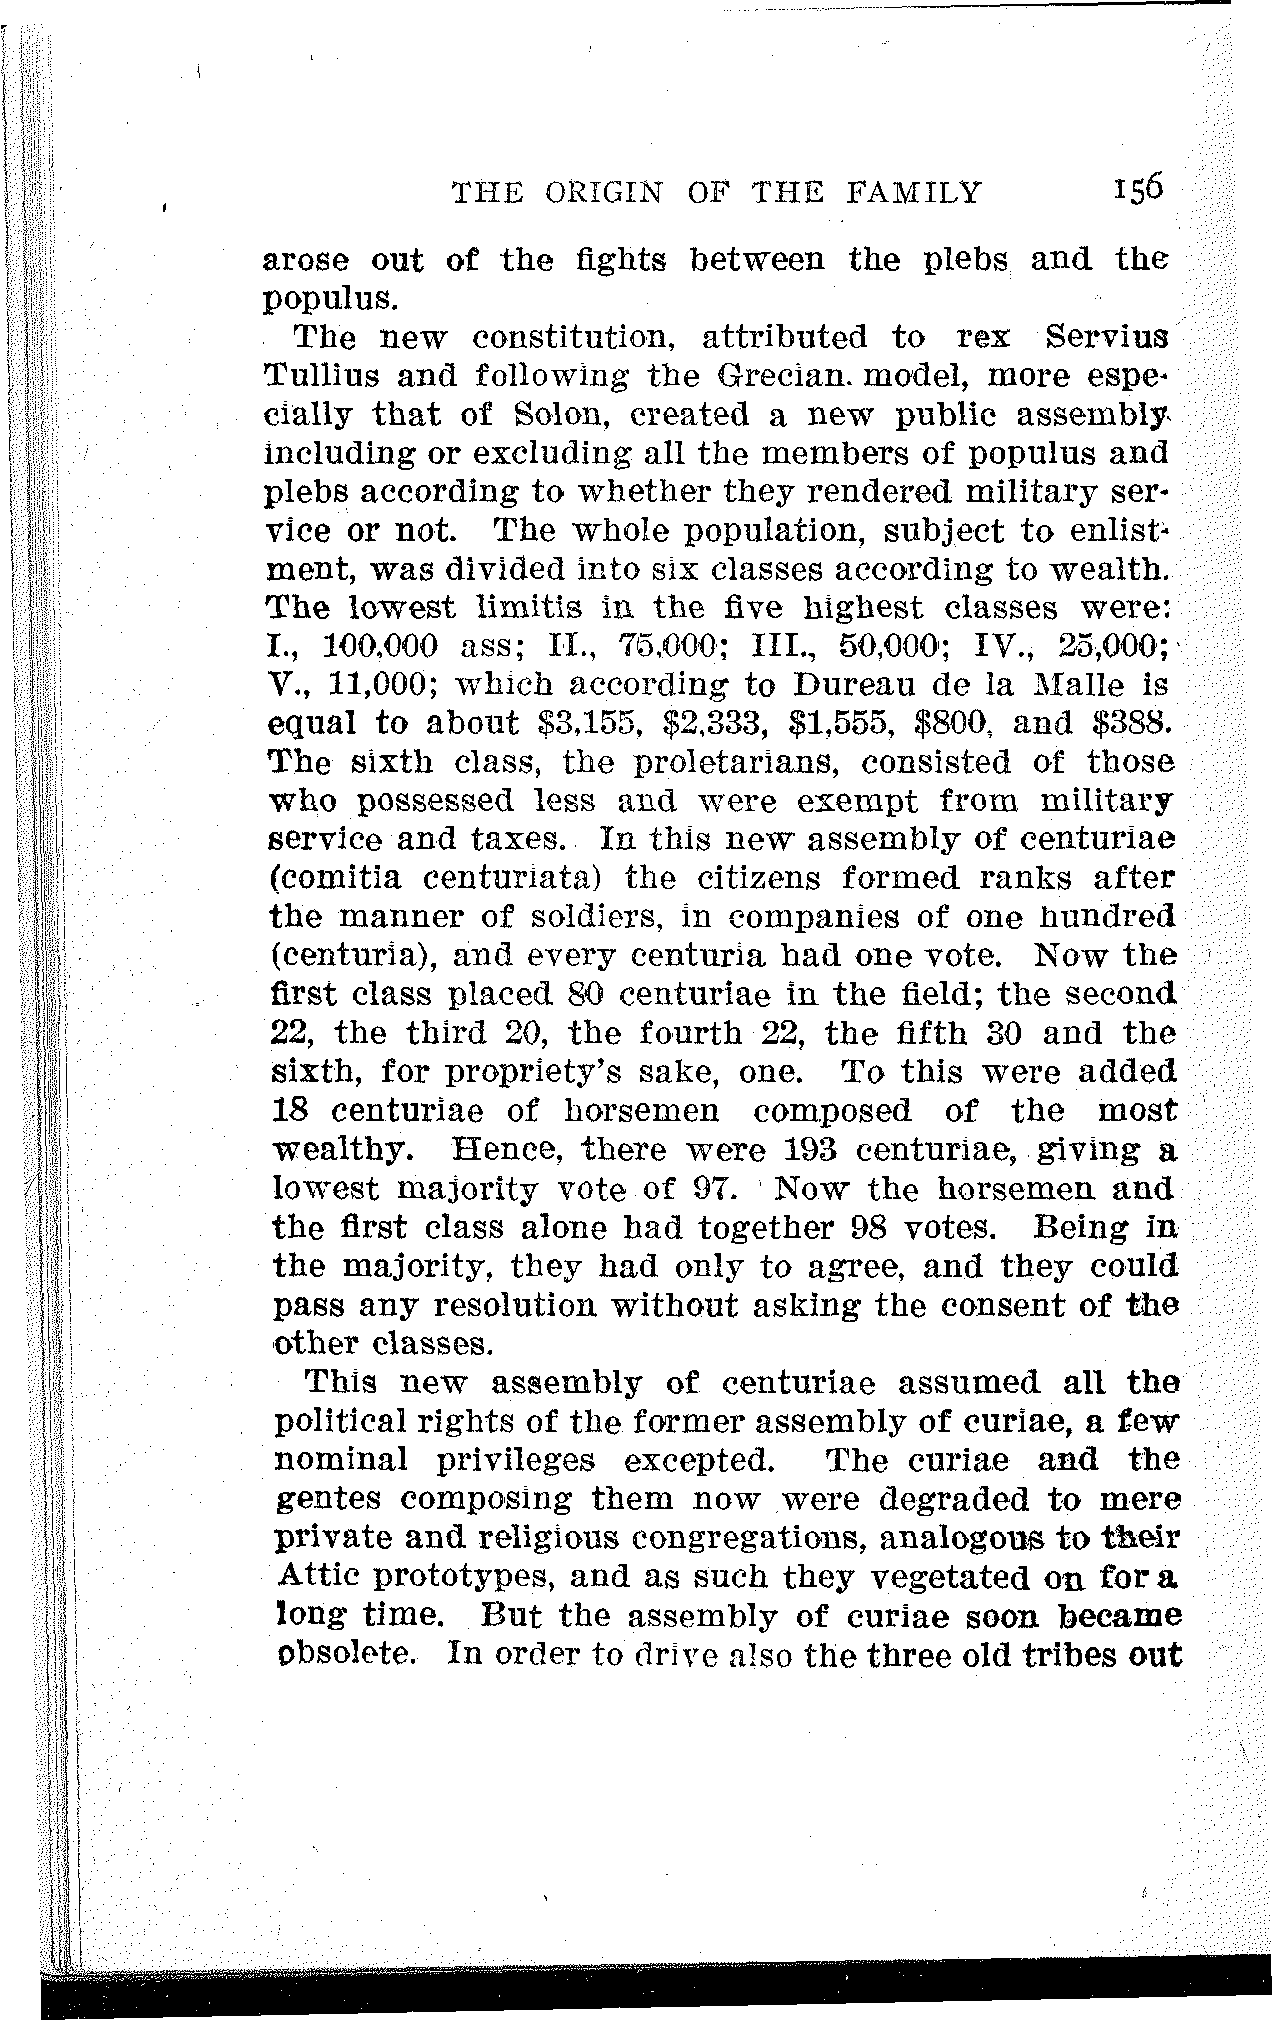 THE ORIGIN OF THE FAMILY 156
arose out of the fights between the plebs and the
populus.
The new constitution, attributed to rex Servius
Tullius and following the Grecian. model, more espe-
cially that of Solon, created a new public assembly
including or excluding all the members of populus and
plebs according to whether they rendered military ser-
vice or not. The whole population, subject to enlist-
ment, was divided into six classes according to wealth.
The lowest limitis in the five highest classes were:
I., 100,000 ass; II., 75,000; III., 50,000; IV., 25,000;
V., 11,000; which according to Dureau de la Malle is
equal to about $3,155, $2,333, $1,555, $800, and $388.
The sixth class, the proletarians, consisted of those
who possessed less and were exempt from military
service and taxes. In this new assembly of centuriae
(comitia centuriata) the citizens formed ranks after
the manner of soldiers, in companies of one hundred
(centuria), and every centuria had one vote. Now the
first class placed 80 centuriae in the field; the second
22, the third 20, the fourth 22, the fifth 30 and the
sixth, for propriety's sake, one. To this were added
18 centuriae of horsemen composed of the most
wealthy. Hence, there were 193 centuriae, giving a
lowest majority vote of 97. Now the horsemen and
the first class alone had together 98 votes. Being in
the majority, they had only to agree, and they could
pass any resolution without asking the consent of the
other classes.
This new assembly of centuriae assumed all the
political rights of the former assembly of curiae, a few
nominal privileges excepted. The curiae and the
gentes composing them now were degraded to mere
private and religious congregations, analogous to their
Attic prototypes, and as such they vegetated on for a
long time. But the assembly of curiae soon became
obsolete. In order to drive also the three old tribes out